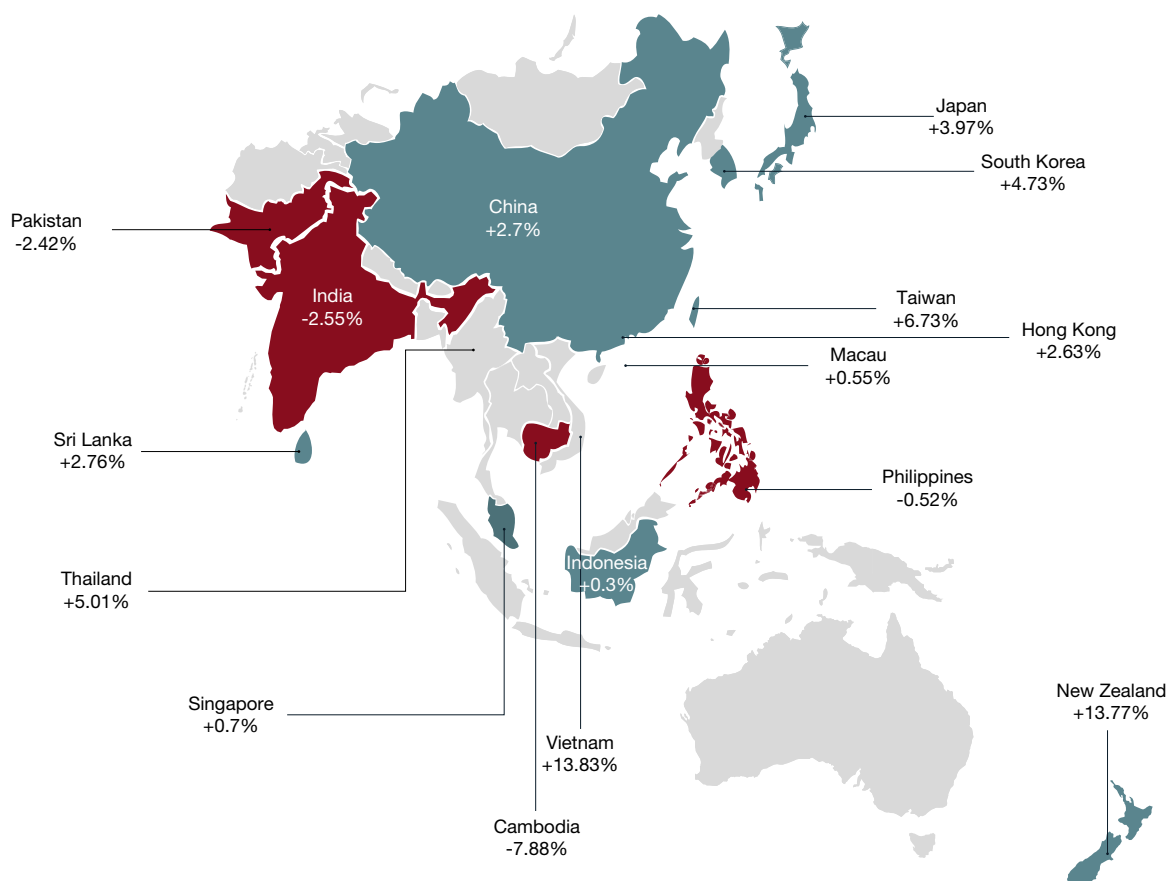 Japan
+3.97%
South Korea
+4.73%
China
+2.7%
Pakistan
-2.42%
India
-2.55%
Taiwan
+6.73%
Hong Kong
+2.63%
Macau
+0.55%
Sri Lanka
+2.76%
Philippines
-0.52%
Indonesia
+0.3%
Thailand
+5.01%
Singapore
+0.7%
New Zealand
+13.77%
Vietnam
+13.83%
Cambodia
-7.88%